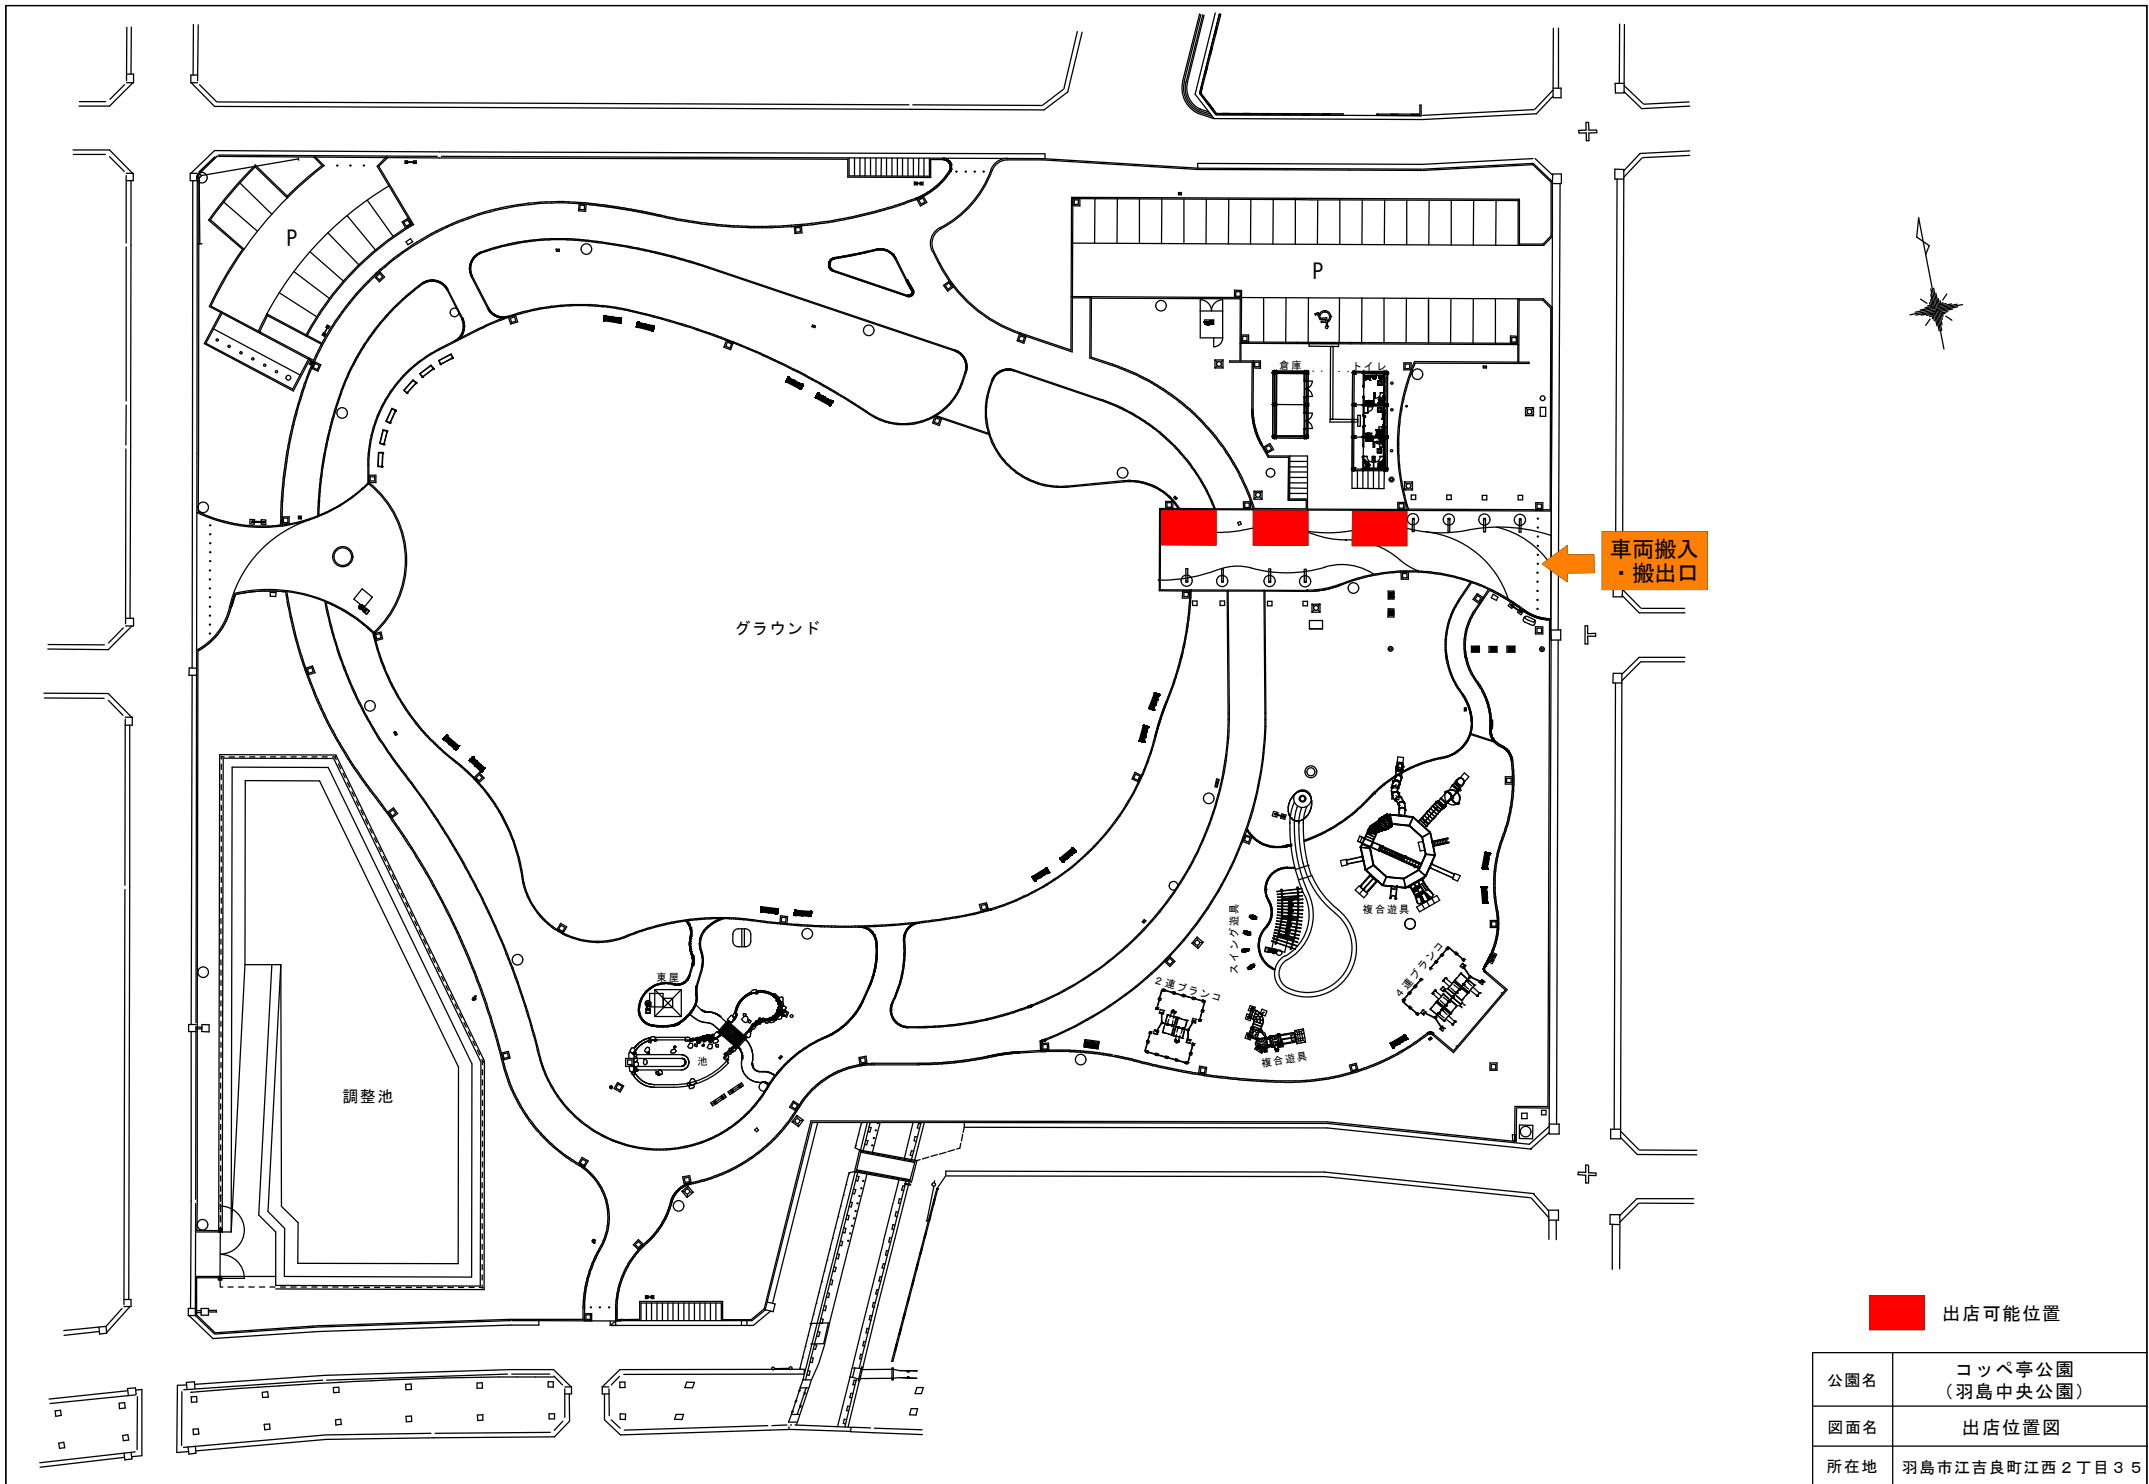 P
P
倉庫
トイレ
車両搬入
・搬出口
グラウンド
複合遊具
スイング遊具
4連ブランコ
東屋
2連ブランコ
池
複合遊具
調整池
出店可能位置
公園名
コッペ亭公園
（羽島中央公園）
図面名
出店位置図
所在地
羽島市江吉良町江西２丁目３５